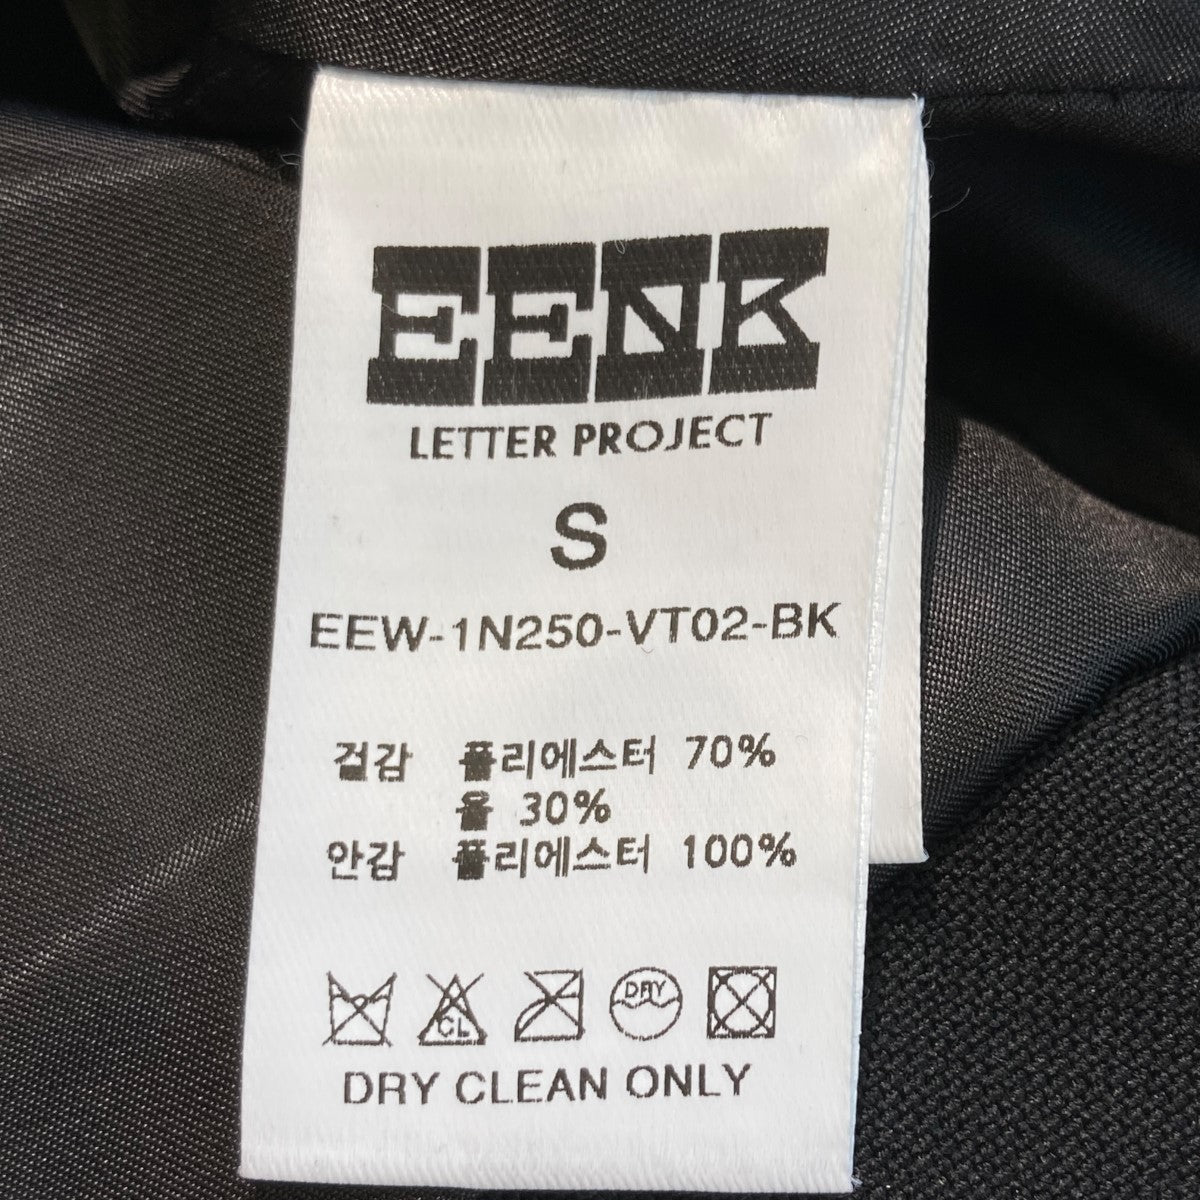 EENK
LETTER PROJECT
S
EEW-1N250-VT02-BK
겉감 폴리에스터 70%
울 30%
안감 폴리에스터 100%
CL DRY
DRY CLEAN ONLY